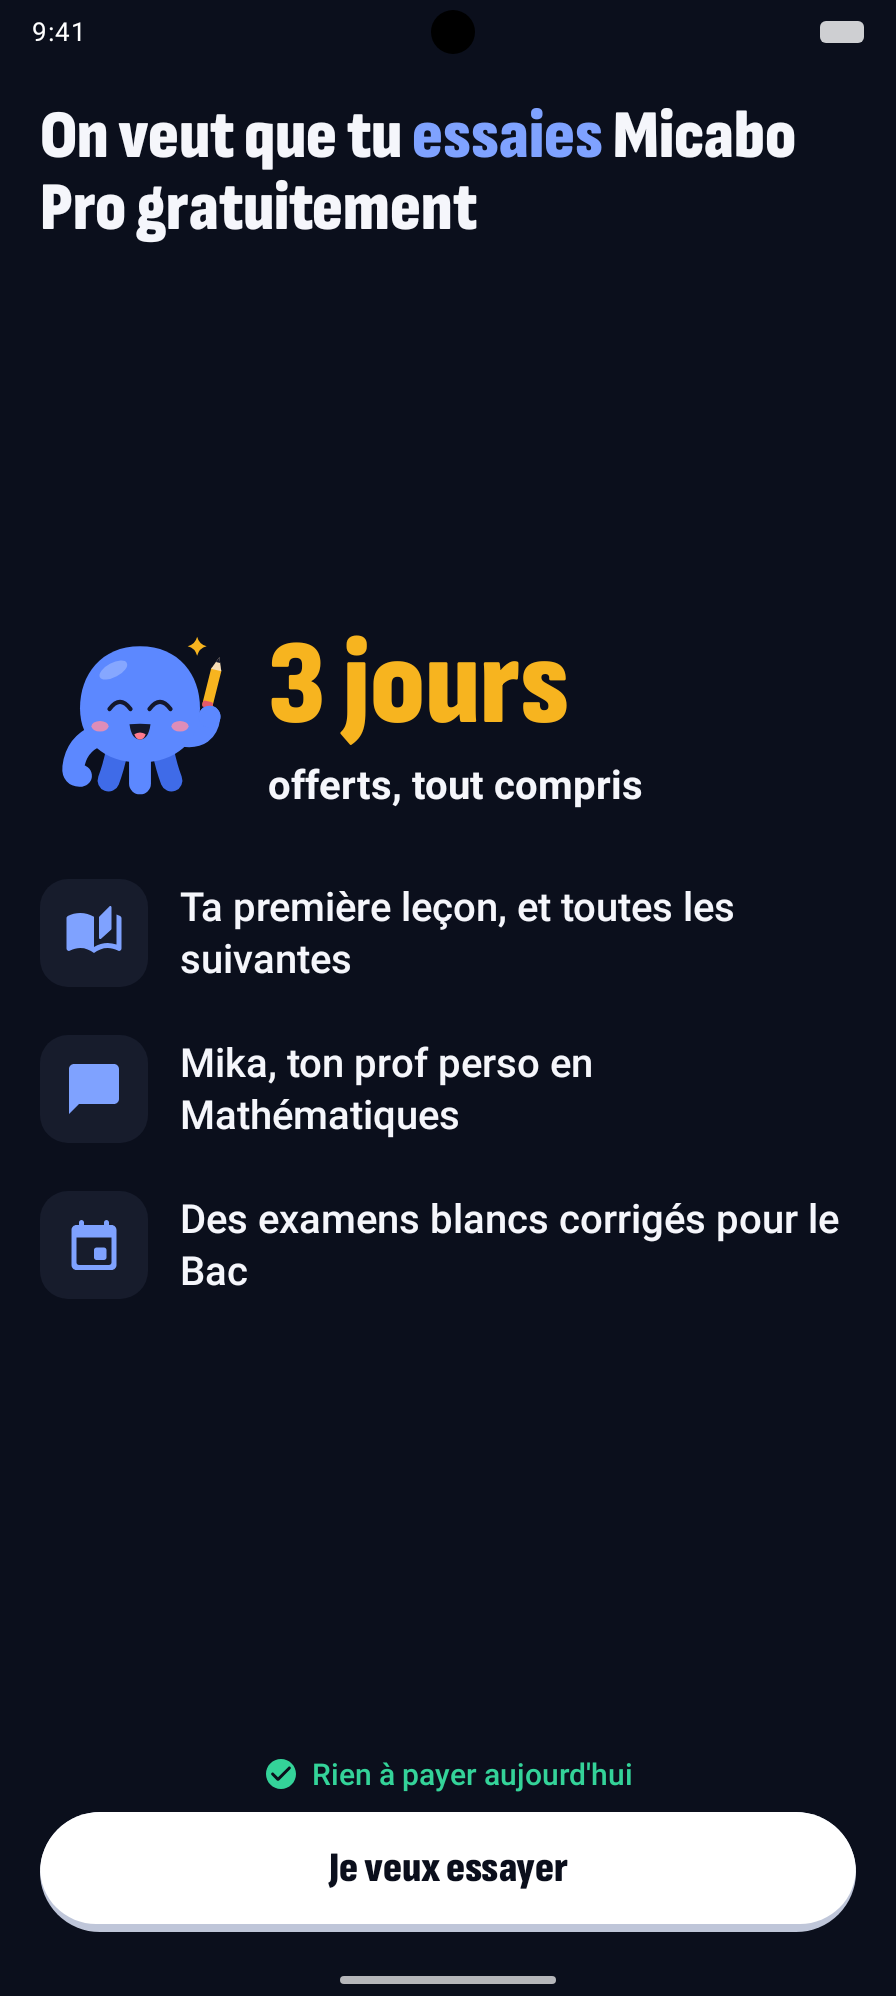 9:41
On veut que tu essaies Micabo
Pro gratuitement
3 jours
offerts, tout compris
Ta première leçon, et toutes les
suivantes
Mika, ton prof perso en
Mathématiques
Des examens blancs corrigés pour le
Bac
Rien à payer aujourd'hui
Je veux essayer